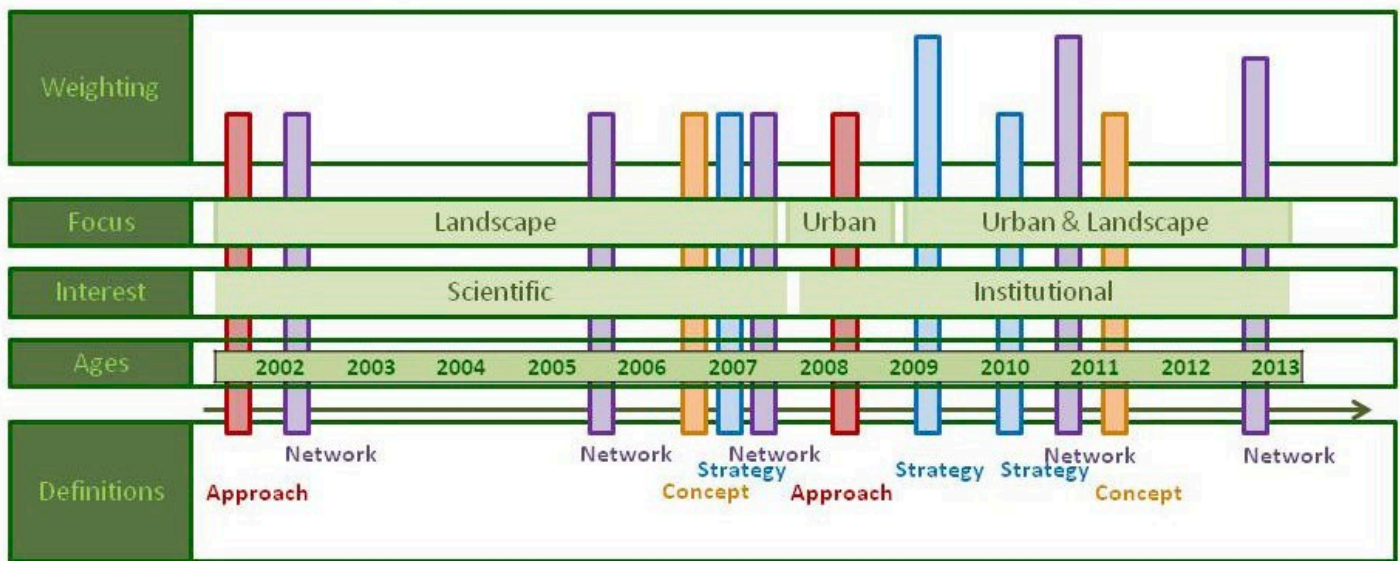 Weighting
Focus
Landscape
Urban
Urban & Landscape
Interest
Scientific
Institutional
Ages
2002 2003 2004 2005 2006 2007 2008 2009 2010 2011 2012 2013
Definitions
Network Network Network Network Network
Strategy Strategy Strategy
Approach Concept Approach Concept